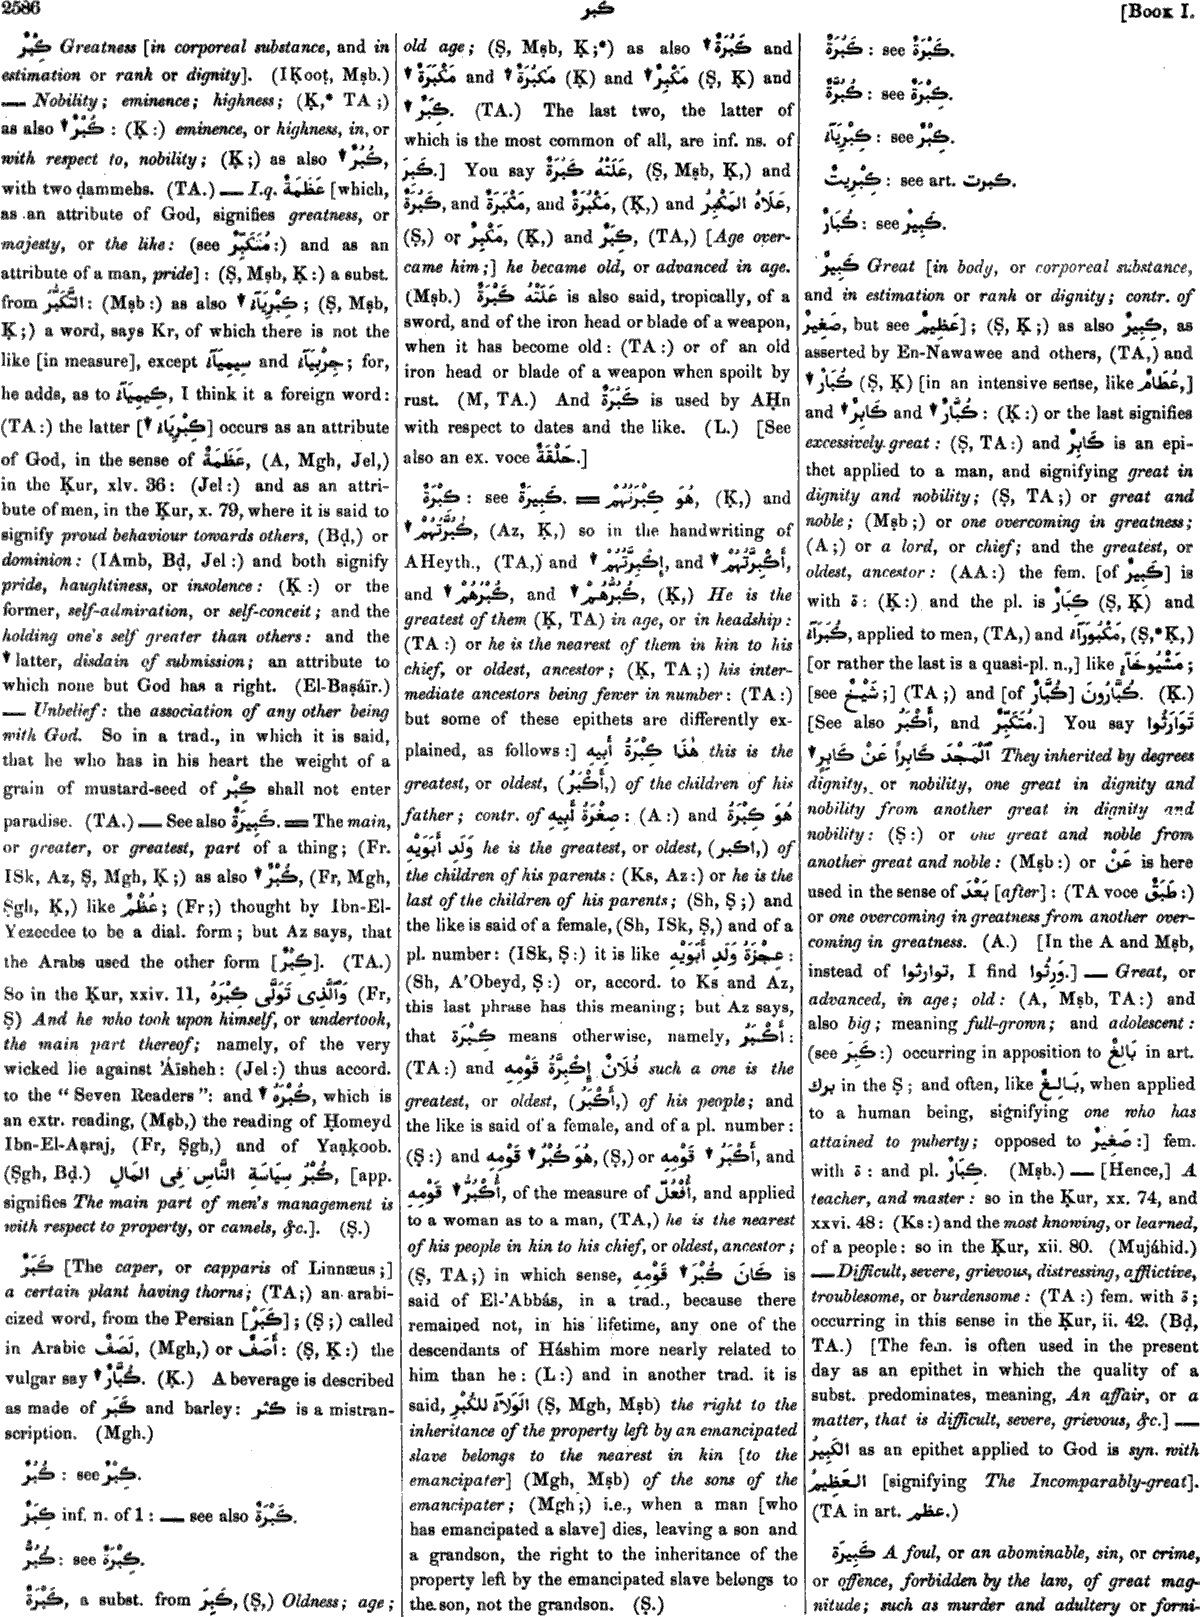 2586
كبر
[Book I.
كِبْرٌ Greatness [in corporeal substance, and in
estimation or rank or dignity]. (IḲooṭ, Mṣb.)
— Nobility; eminence; highness; (Ḳ,* TA;)
as also ▼ كُبْرٌ : (Ḳ:) eminence, or highness, in, or
with respect to, nobility; (Ḳ;) as also ▼ كُبُرٌ,
with two ḍammehs. (TA.) — I.q. عَظَمَةٌ [which,
as an attribute of God, signifies greatness, or
majesty, or the like: (see مُتَكَبِّرٌ:) and as an
attribute of a man, pride]: (Ṣ, Mṣb, Ḳ:) a subst.
from التَّكَبُّرُ: (Mṣb:) as also ▼ كِبْرِيَآءُ; (Ṣ, Mṣb,
Ḳ;) a word, says Kr, of which there is not the
like [in measure], except سِيمِيَآءُ and جِرْبِيَآءُ; for,
he adds, as to كِيمِيَآءُ, I think it a foreign word:
(TA:) the latter [▼ كِبْرِيَاءُ] occurs as an attribute
of God, in the sense of عَظَمَةٌ, (A, Mgh, Jel,)
in the Ḳur, xlv. 36: (Jel:) and as an attri-
bute of men, in the Ḳur, x. 79, where it is said to
signify proud behaviour towards others, (Bḍ,) or
dominion: (IAmb, Bḍ, Jel:) and both signify
pride, haughtiness, or insolence: (Ḳ:) or the
former, self-admiration, or self-conceit; and the
holding one's self greater than others: and the
▼ latter, disdain of submission; an attribute to
which none but God has a right. (El-Baṣáïr.)
— Unbelief: the association of any other being
with God. So in a trad., in which it is said,
that he who has in his heart the weight of a
grain of mustard-seed of كِبْر shall not enter
paradise. (TA.) — See also كَبِيرَةٌ. = The main,
or greater, or greatest, part of a thing; (Fr.
ISk, Az, Ṣ, Mgh, Ḳ;) as also ▼ كُبْرٌ, (Fr, Mgh,
Ṣgh, Ḳ,) like عُظْمٌ; (Fr;) thought by Ibn-El-
Yezeedee to be a dial. form; but Az says, that
the Arabs used the other form [كِبْرٌ]. (TA.)
So in the Ḳur, xxiv. 11, وَٱلَّذِى تَوَلَّى كِبْرَهُ (Fr,
Ṣ) And he who took upon himself, or undertook,
the main part thereof; namely, of the very
wicked lie against 'Áïsheh: (Jel:) thus accord.
to the “Seven Readers”: and ▼ كُبْرَهُ, which is
an extr. reading, (Mṣb,) the reading of Ḥomeyd
Ibn-El-Aạraj, (Fr, Ṣgh,) and of Yaạḳoob.
(Ṣgh, Bḍ.) كُبْرُ سِيَاسَةِ النَّاسِ فِى المَالِ, [app.
signifies The main part of men's management is
with respect to property, or camels, &c.]. (Ṣ.)
كَبَرٌ [The caper, or capparis of Linnæus;]
a certain plant having thorns; (TA;) an arabi-
cized word, from the Persian [كَبَرْ]; (Ṣ;) called
in Arabic لَصَفٌ, (Mgh,) or أَصَفٌ: (Ṣ, Ḳ:) the
vulgar say ▼ كُبَّارٌ. (Ḳ.) A beverage is described
as made of كَبَر and barley: كثر is a mistran-
scription. (Mgh.)
كُبْرٌ : see كِبْرٌ.
كِبَرٌ inf. n. of 1 : — see also كَبْرَةٌ.
كُبُرٌ : see كِبْرَةٌ.
كَبْرَةٌ, a subst. from كَبِرَ, (Ṣ,) Oldness; age;
old age; (Ṣ, Mṣb, Ḳ;*) as also ▼ كَبُرَةٌ and
▼ مَكْبَرَةٌ and ▼ مَكْبُرَةٌ (Ḳ) and ▼ مَكْبِرٌ (Ṣ, Ḳ) and
▼ كِبَرٌ. (TA.) The last two, the latter of
which is the most common of all, are inf. ns. of
كَبِرَ.] You say عَلَتْهُ كَبْرَةٌ, (Ṣ, Mṣb, Ḳ,) and
كَبُرَةٌ, and مَكْبَرَةٌ, and مَكْبُرَةٌ, (Ḳ,) and عَلَاهُ المَكْبِرُ,
(Ṣ,) or مَكْبِرٌ, (Ḳ,) and كِبَرٌ, (TA,) [Age over-
came him;] he became old, or advanced in age.
(Mṣb.) عَلَتْهُ كَبْرَةٌ is also said, tropically, of a
sword, and of the iron head or blade of a weapon,
when it has become old: (TA:) or of an old
iron head or blade of a weapon when spoilt by
rust. (M, TA.) And كَبْرَةٌ is used by AḤn
with respect to dates and the like. (L.) [See
also an ex. voce حَلْقَةٌ.]
كِبْرَةٌ : see كَبِيرَةٌ. = هُوَ كِبْرَتُهُمْ, (Ḳ,) and
▼ كُبُرَّتُهُمْ, (Az, Ḳ,) so in the handwriting of
AHeyth., (TA,) and ▼ إِكْبِرَّتُهُمْ, and ▼ أَكْبَرَّتُهُمْ,
and ▼ كُبْرُهُمْ, and ▼ كُبُرُّهُمْ, (Ḳ,) He is the
greatest of them (Ḳ, TA) in age, or in headship:
(TA:) or he is the nearest of them in kin to his
chief, or oldest, ancestor; (Ḳ, TA;) his inter-
mediate ancestors being fewer in number: (TA:)
but some of these epithets are differently ex-
plained, as follows:] هٰذَا كِبْرَةُ أَبِيهِ this is the
greatest, or oldest, (أَكْبَرُ,) of the children of his
father; contr. of صِغْرَةُ أَبِيهِ : (A:) and هُوَ كِبْرَةُ
وَلَدِ أَبَوَيْهِ he is the greatest, or oldest, (اكبر,) of
the children of his parents: (Ks, Az:) or he is the
last of the children of his parents; (Sh, Ṣ;) and
the like is said of a female, (Sh, ISk, Ṣ,) and of a
pl. number: (ISk, Ṣ:) it is like عِجْزَةُ وَلَدِ أَبَوَيْهِ :
(Sh, A'Obeyd, Ṣ:) or, accord. to Ks and Az,
this last phrase has this meaning; but Az says,
that كِبْرَة means otherwise, namely, أَكْبَرُ :
(TA:) and فُلَانٌ إِكْبِرَّةُ قَوْمِهِ such a one is the
greatest, or oldest, (أَكْبَرُ,) of his people; and
the like is said of a female, and of a pl. number:
(Ṣ:) and هُوَ كُبْرُ ▼ قَوْمِهِ, (Ṣ,) or أَكْبَرُ ▼ قَوْمِهِ, and
أُكْبُرُّ ▼ قَوْمِهِ, of the measure of أُفْعُلٌّ, and applied
to a woman as to a man, (TA,) he is the nearest
of his people in kin to his chief, or oldest, ancestor;
(Ṣ, TA;) in which sense, كَانَ كُبْرَ ▼ قَوْمِهِ is
said of El-'Abbás, in a trad., because there
remained not, in his lifetime, any one of the
descendants of Háshim more nearly related to
him than he: (L:) and in another trad. it is
said, الوَلَآءُ لِلْكُبْرِ (Ṣ, Mgh, Mṣb) the right to the
inheritance of the property left by an emancipated
slave belongs to the nearest in kin [to the
emancipater] (Mgh, Mṣb) of the sons of the
emancipater; (Mgh;) i.e., when a man [who
has emancipated a slave] dies, leaving a son and
a grandson, the right to the inheritance of the
property left by the emancipated slave belongs to
the son, not the grandson. (Ṣ.)
كَبُرَةٌ : see كَبْرَةٌ.
كُبُرَّةٌ : see كِبْرَةٌ.
كِبْرِيَآءُ : see كِبْرٌ.
كِبْرِيتٌ : see art. كبرت.
كُبَارٌ : see كَبِيرٌ.
كَبِيرٌ Great [in body, or corporeal substance,
and in estimation or rank or dignity; contr. of
صَغِيرٌ, but see عَظِيمٌ]; (Ṣ, Ḳ;) as also كِبِيرٌ, as
asserted by En-Nawawee and others, (TA,) and
▼ كُبَارٌ (Ṣ, Ḳ) [in an intensive sense, like عُظَامٌ,]
and ▼ كَابِرٌ and ▼ كُبَّارٌ : (Ḳ:) or the last signifies
excessively great: (Ṣ, TA:) and كَابِرٌ is an epi-
thet applied to a man, and signifying great in
dignity and nobility; (Ṣ, TA;) or great and
noble; (Mṣb;) or one overcoming in greatness;
(A;) or a lord, or chief; and the greatest, or
oldest, ancestor: (AA:) the fem. [of كَبِيرٌ] is
with ة: (Ḳ:) and the pl. is كِبَارٌ (Ṣ, Ḳ) and
كُبَرَآءُ, applied to men, (TA,) and مَكْبُورَآءُ, (Ṣ,* Ḳ,)
[or rather the last is a quasi-pl. n.,] like مَشْيُوخَآءُ;
[see شَيْخٌ;] (TA;) and [of كُبَّارٌ] كُبَّارُونَ. (Ḳ.)
[See also أَكْبَرُ, and مُتَكَبِّرٌ.] You say تَوَارَثُوا
▼ ٱلْمَجْدَ كَابِرًا عَنْ كَابِرٍ They inherited by degrees
dignity, or nobility, one great in dignity and
nobility from another great in dignity and
nobility: (Ṣ:) or one great and noble from
another great and noble: (Mṣb:) or عَنْ is here
used in the sense of بَعْدَ [after]: (TA voce طَبَقٌ:)
or one overcoming in greatness from another over-
coming in greatness. (A.) [In the A and Mṣb,
instead of توارثوا, I find وَرِثُوا.] — Great, or
advanced, in age; old: (A, Mṣb, TA:) and
also big; meaning full-grown; and adolescent:
(see كَبِرَ:) occurring in apposition to بَالِغٌ in art.
برك in the Ṣ; and often, like بَالِغٌ, when applied
to a human being, signifying one who has
attained to puberty; opposed to صَغِيرٌ:] fem.
with ة: and pl. كِبَارٌ. (Mṣb.) — [Hence,] A
teacher, and master: so in the Ḳur, xx. 74, and
xxvi. 48: (Ks:) and the most knowing, or learned,
of a people: so in the Ḳur, xii. 80. (Mujáhid.)
— Difficult, severe, grievous, distressing, afflictive,
troublesome, or burdensome: (TA:) fem. with ة;
occurring in this sense in the Ḳur, ii. 42. (Bḍ,
TA.) [The fem. is often used in the present
day as an epithet in which the quality of a
subst. predominates, meaning, An affair, or a
matter, that is difficult, severe, grievous, &c.] —
الكَبِيرُ as an epithet applied to God is syn. with
العَظِيمُ [signifying The Incomparably-great].
(TA in art. عظم.)
كَبِيرَةٌ A foul, or an abominable, sin, or crime,
or offence, forbidden by the law, of great mag-
nitude; such as murder and adultery or forni-